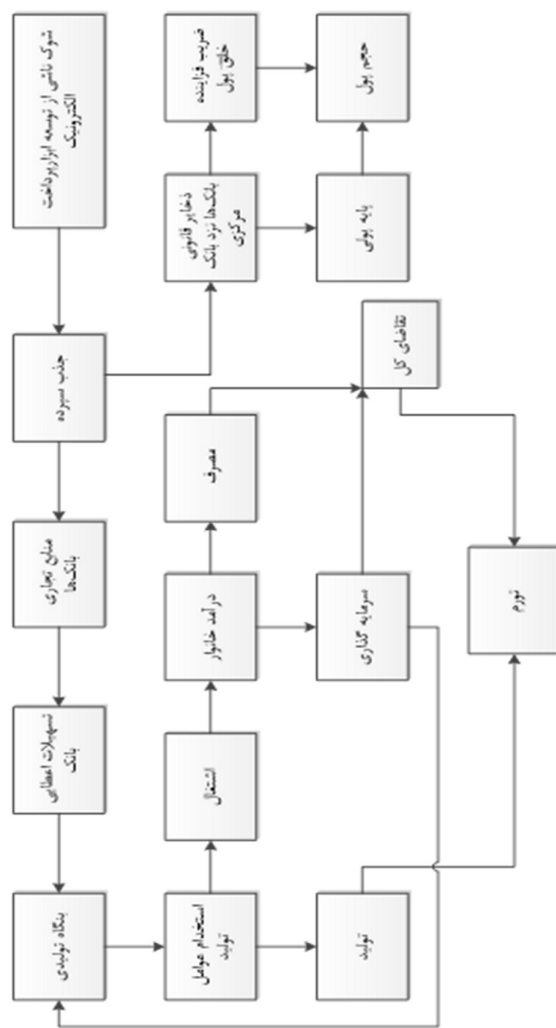 شوک ناشی از توسعه ابزارپرداخت
الکترونیک
جذب سپرده
منابع تجاری
بانک‌ها
تسهیلات اعطایی
بانک
بنگاه تولیدی
ضریب فزاینده
خلق پول
ذخایر قانونی
بانک‌ها نزد بانک
مرکزی
مصرف
درآمد خانوار
اشتغال
استخدام عوامل
تولید
حجم پول
پایه پولی
تقاضای کل
سرمایه گذاری
تولید
تورم